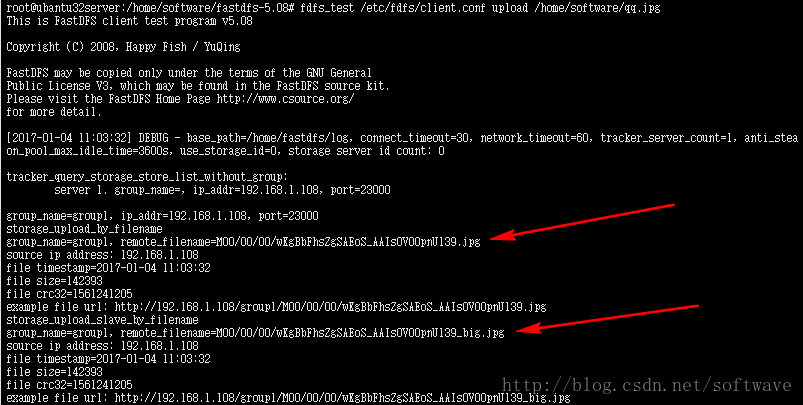 root@ubantu32server:/home/software/fastdfs-5.08# fdfs_test /etc/fdfs/client.conf upload /home/software/qq.jpg
This is FastDFS client test program v5.08
Copyright (C) 2008, Happy Fish / YuQing
FastDFS may be copied only under the terms of the GNU General
Public License V3, which may be found in the FastDFS source kit.
Please visit the FastDFS Home Page http://www.csource.org/
for more detail.
[2017-01-04 11:03:32] DEBUG - base_path=/home/fastdfs/log, connect_timeout=30, network_timeout=60, tracker_server_count=1, anti_stea
on_pool_max_idle_time=3600s, use_storage_id=0, storage server id count: 0
tracker_query_storage_store_list_without_group:
server 1. group_name=, ip_addr=192.168.1.108, port=23000
group_name=group1, ip_addr=192.168.1.108, port=23000
storage_upload_by_filename
group_name=group1, remote_filename=M00/00/00/wKgBbFhsZgSAEoS_AAIsOV0OpnU139.jpg
source ip address: 192.168.1.108
file timestamp=2017-01-04 11:03:32
file size=142393
file crc32=1561241205
example file url: http://192.168.1.108/group1/M00/00/00/wKgBbFhsZgSAEoS_AAIsOV0OpnU139.jpg
storage_upload_slave_by_filename
group_name=group1, remote_filename=M00/00/00/wKgBbFhsZgSAEoS_AAIsOV0OpnU139_big.jpg
source ip address: 192.168.1.108
file timestamp=2017-01-04 11:03:32
file size=142393
file crc32=1561241205
example file url: http://192.168.1.108/group1/M00/00/00/wKgBbFhsZgSAEoS_AAIsOV0OpnU139_big.jpg
http://blog.csdn.net/softwave